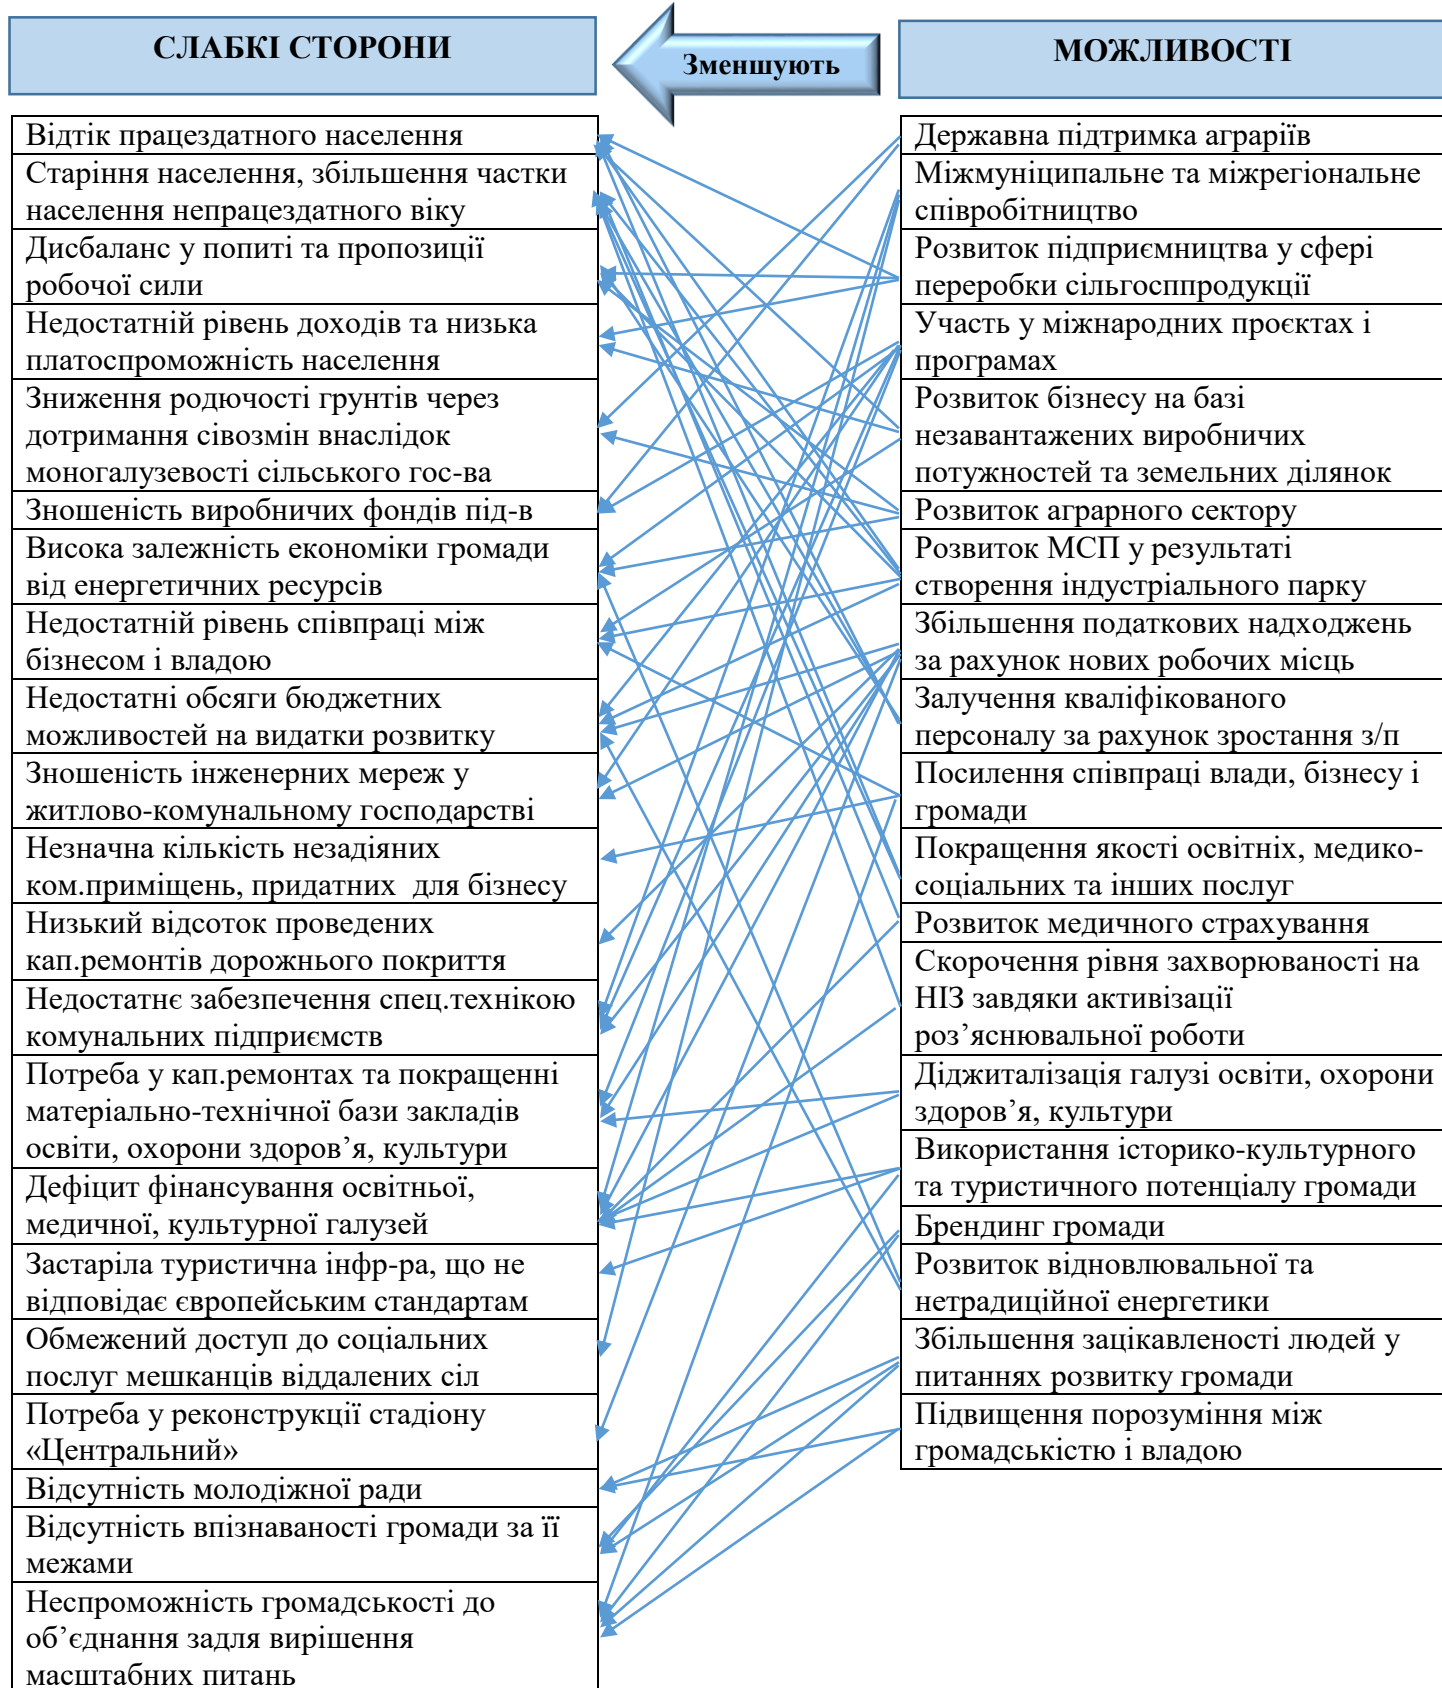 СЛАБКІ СТОРОНИ
Зменшують
МОЖЛИВОСТІ
Відтік працездатного населення
Старіння населення, збільшення частки
населення непрацездатного віку
Дисбаланс у попиті та пропозиції
робочої сили
Недостатній рівень доходів та низька
платоспроможність населення
Зниження родючості грунтів через
дотримання сівозмін внаслідок
моногалузевості сільського гос-ва
Зношеність виробничих фондів під-в
Висока залежність економіки громади
від енергетичних ресурсів
Недостатній рівень співпраці між
бізнесом і владою
Недостатні обсяги бюджетних
можливостей на видатки розвитку
Зношеність інженерних мереж у
житлово-комунальному господарстві
Незначна кількість незадіяних
ком.приміщень, придатних для бізнесу
Низький відсоток проведених
кап.ремонтів дорожнього покриття
Недостатнє забезпечення спец.технікою
комунальних підприємств
Потреба у кап.ремонтах та покращенні
матеріально-технічної бази закладів
освіти, охорони здоров’я, культури
Дефіцит фінансування освітньої,
медичної, культурної галузей
Застаріла туристична інфр-ра, що не
відповідає європейським стандартам
Обмежений доступ до соціальних
послуг мешканців віддалених сіл
Потреба у реконструкції стадіону
«Центральний»
Відсутність молодіжної ради
Відсутність впізнаваності громади за її
межами
Неспроможність громадськості до
об’єднання задля вирішення
масштабних питань
Державна підтримка аграріїв
Міжмуніципальне та міжрегіональне
співробітництво
Розвиток підприємництва у сфері
переробки сільгосппродукції
Участь у міжнародних проєктах і
програмах
Розвиток бізнесу на базі
незавантажених виробничих
потужностей та земельних ділянок
Розвиток аграрного сектору
Розвиток МСП у результаті
створення індустріального парку
Збільшення податкових надходжень
за рахунок нових робочих місць
Залучення кваліфікованого
персоналу за рахунок зростання з/п
Посилення співпраці влади, бізнесу і
громади
Покращення якості освітніх, медико-
соціальних та інших послуг
Розвиток медичного страхування
Скорочення рівня захворюваності на
НІЗ завдяки активізації
роз’яснювальної роботи
Діджиталізація галузі освіти, охорони
здоров’я, культури
Використання історико-культурного
та туристичного потенціалу громади
Брендинг громади
Розвиток відновлювальної та
нетрадиційної енергетики
Збільшення зацікавленості людей у
питаннях розвитку громади
Підвищення порозуміння між
громадськістю і владою